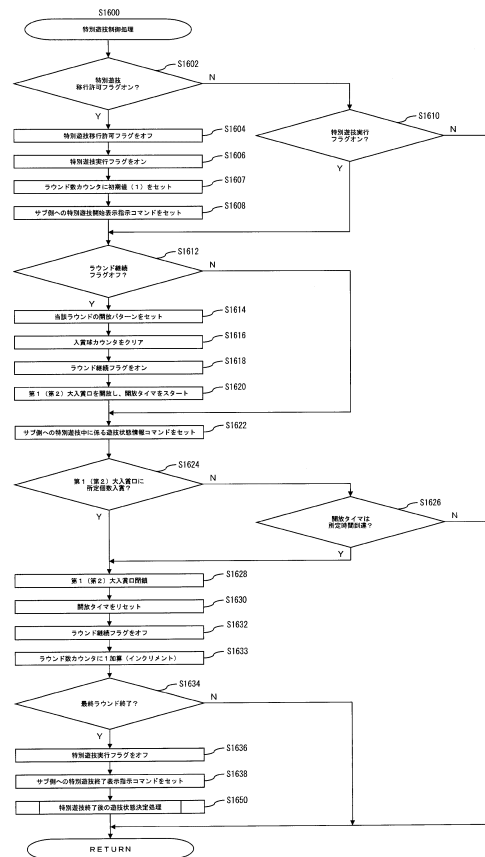 S1600
特別遊技制御処理
S1602
特別遊技
移行許可フラグオン？
N
Y
S1610
特別遊技実行
フラグオン？
N
Y
S1604
特別遊技移行許可フラグをオフ
S1606
特別遊技実行フラグをオン
S1607
ラウンド数カウンタに初期値（1）をセット
S1608
サブ側への特別遊技開始表示指示コマンドをセット
S1612
ラウンド継続
フラグオフ？
N
Y
S1614
当該ラウンドの開放パターンをセット
S1616
入賞球カウンタをクリア
S1618
ラウンド継続フラグをオン
S1620
第1（第2）大入賞口を開放し、開放タイマをスタート
S1622
サブ側への特別遊技中に係る遊技状態情報コマンドをセット
S1624
第1（第2）大入賞口に
所定個数入賞？
N
Y
S1626
開放タイマは
所定時間到達？
N
Y
S1628
第1（第2）大入賞口閉鎖
S1630
開放タイマをリセット
S1632
ラウンド継続フラグをオフ
S1633
ラウンド数カウンタに1加算（インクリメント）
S1634
最終ラウンド終了？
N
Y
S1636
特別遊技実行フラグをオフ
S1638
サブ側への特別遊技終了表示指示コマンドをセット
S1650
特別遊技終了後の遊技状態決定処理
RETURN